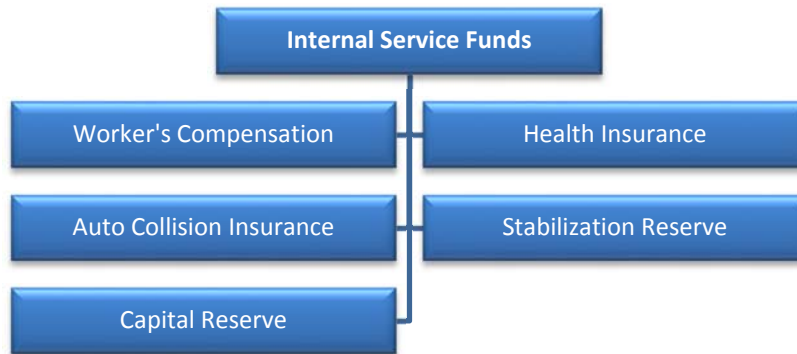 Internal Service Funds
Worker's Compensation
Health Insurance
Auto Collision Insurance
Stabilization Reserve
Capital Reserve